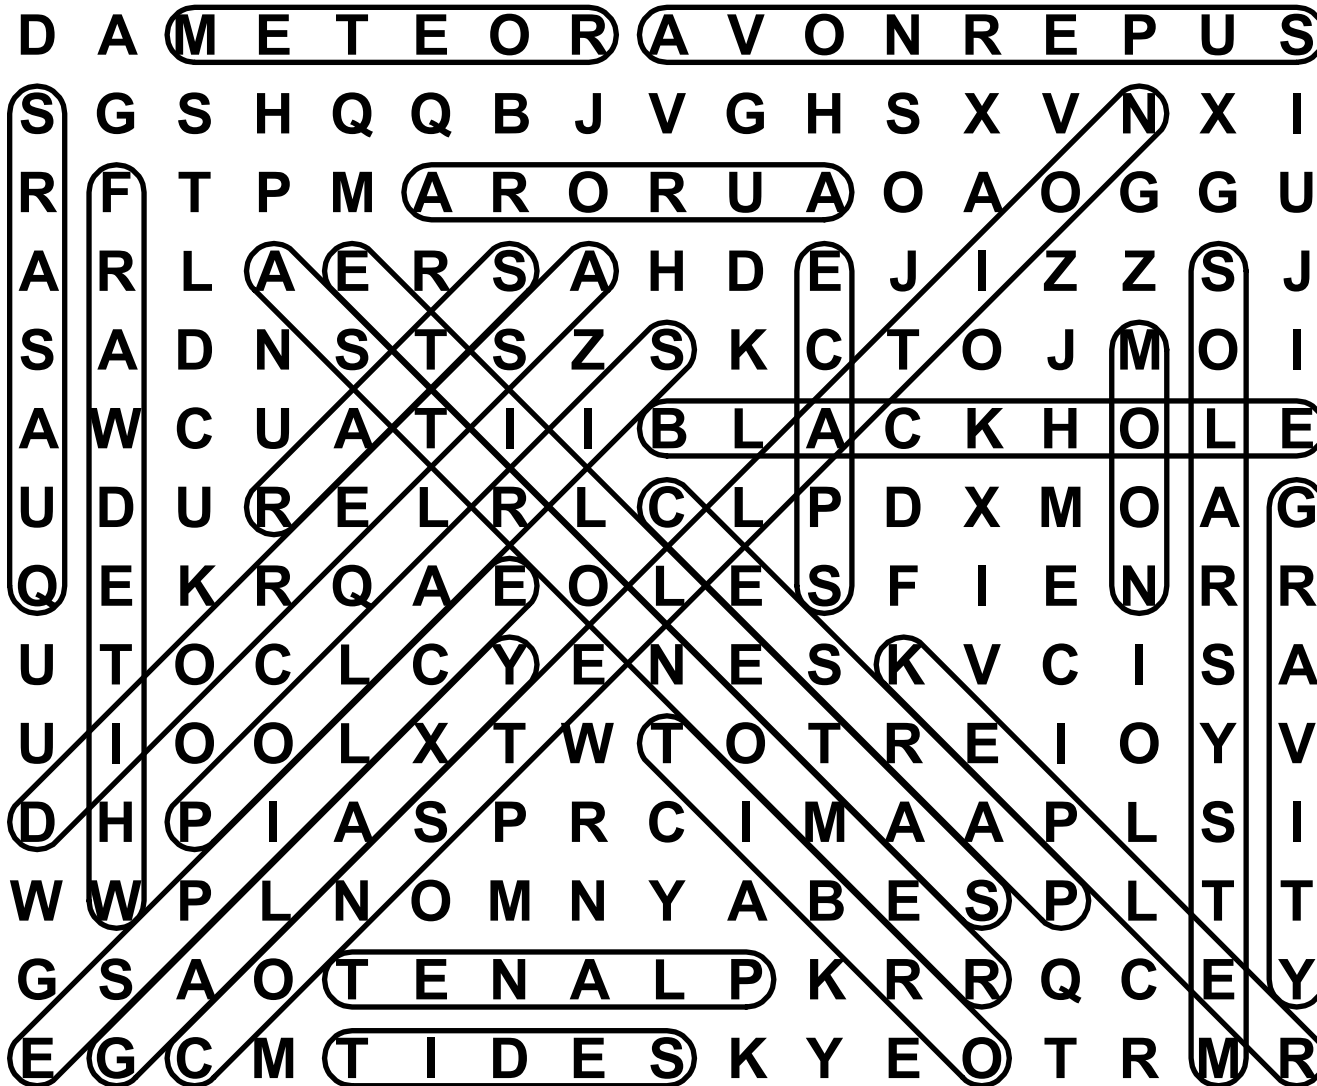 D A M E T E O R A V O N R E P U S
S G S H Q Q B J V G H S X V N X I
R F T P M A R O R U A O A O G G U
A R L A E R S A H D E J I Z Z S J
S A D N S T S Z S K C T O J M O I
A W C U A T I I B L A C K H O L E
U D U R E L R L C L P D X M O A G
Q E K R Q A E O L E S F I E N R R
U T O C L C Y E N E S K V C I S A
U I O O L X T W T O T R E I O Y V
D H P I A S P R C I M A A P L S I
W W P L N O M N Y A B E S P L T T
G S A O T E N A L P K R R Q C E Y
E G C M T I D E S K Y E O T R M R